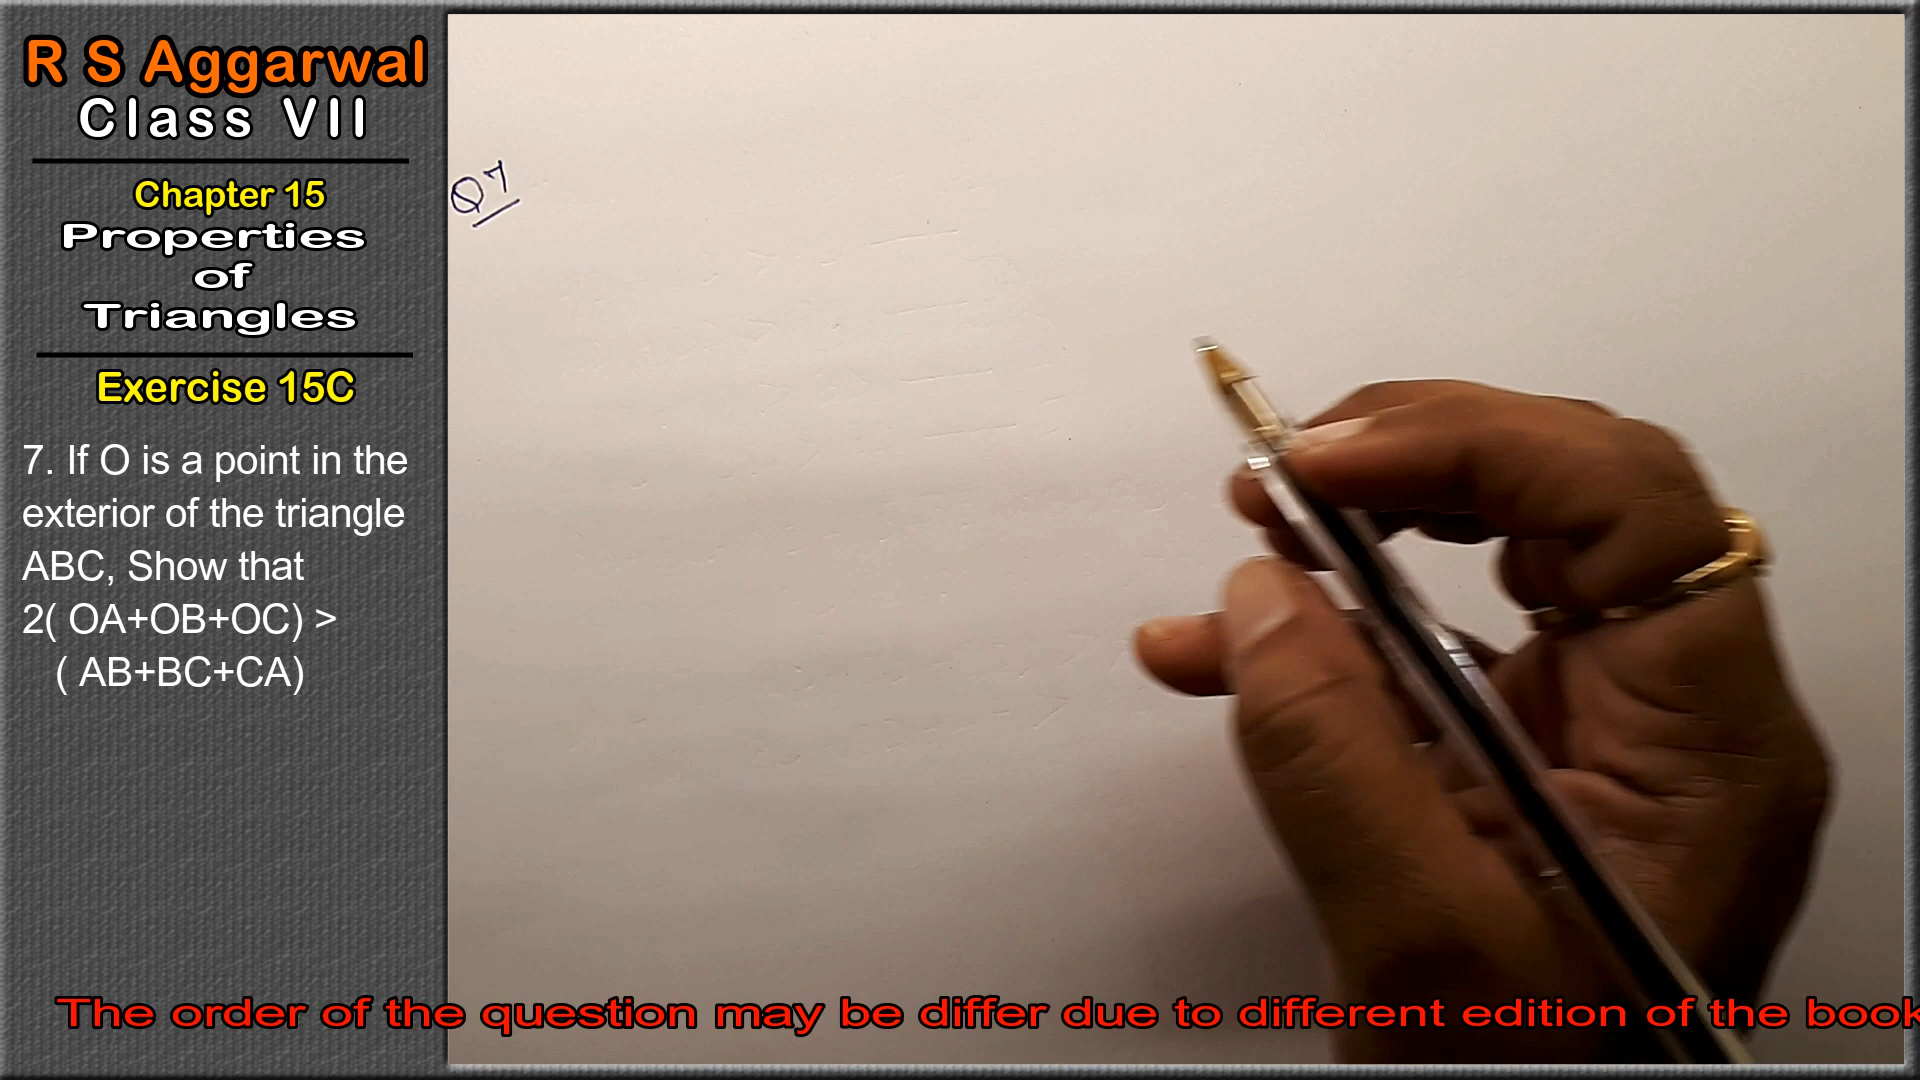 R S Aggarwal
Class VII
Chapter 15
Properties
of
Triangles
Exercise 15C
7. If O is a point in the
exterior of the triangle
ABC, Show that
2( OA+OB+OC) >
( AB+BC+CA)
Q7
The order of the question may be differ due to different edition of the book